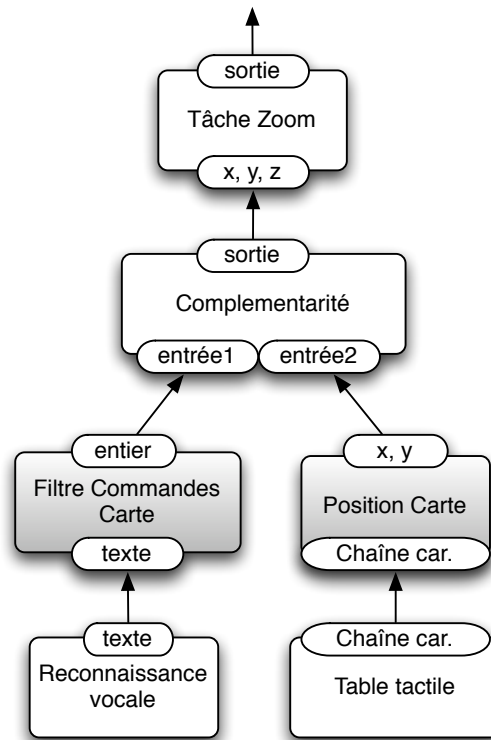 sortie
Tâche Zoom
x, y, z
sortie
Complementarité
entrée1 entrée2
entier
x, y
Filtre Commandes
Carte
Position Carte
texte
Chaîne car.
texte
Chaîne car.
Reconnaissance
vocale
Table tactile